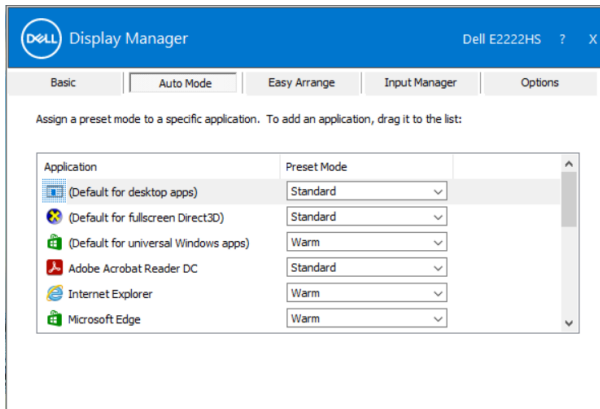 DELL Display Manager Dell E2222HS ? X
Basic Auto Mode Easy Arrange Input Manager Options
Assign a preset mode to a specific application. To add an application, drag it to the list:
Application Preset Mode
(Default for desktop apps) Standard
(Default for fullscreen Direct3D) Standard
(Default for universal Windows apps) Warm
Adobe Acrobat Reader DC Standard
Internet Explorer Warm
Microsoft Edge Warm